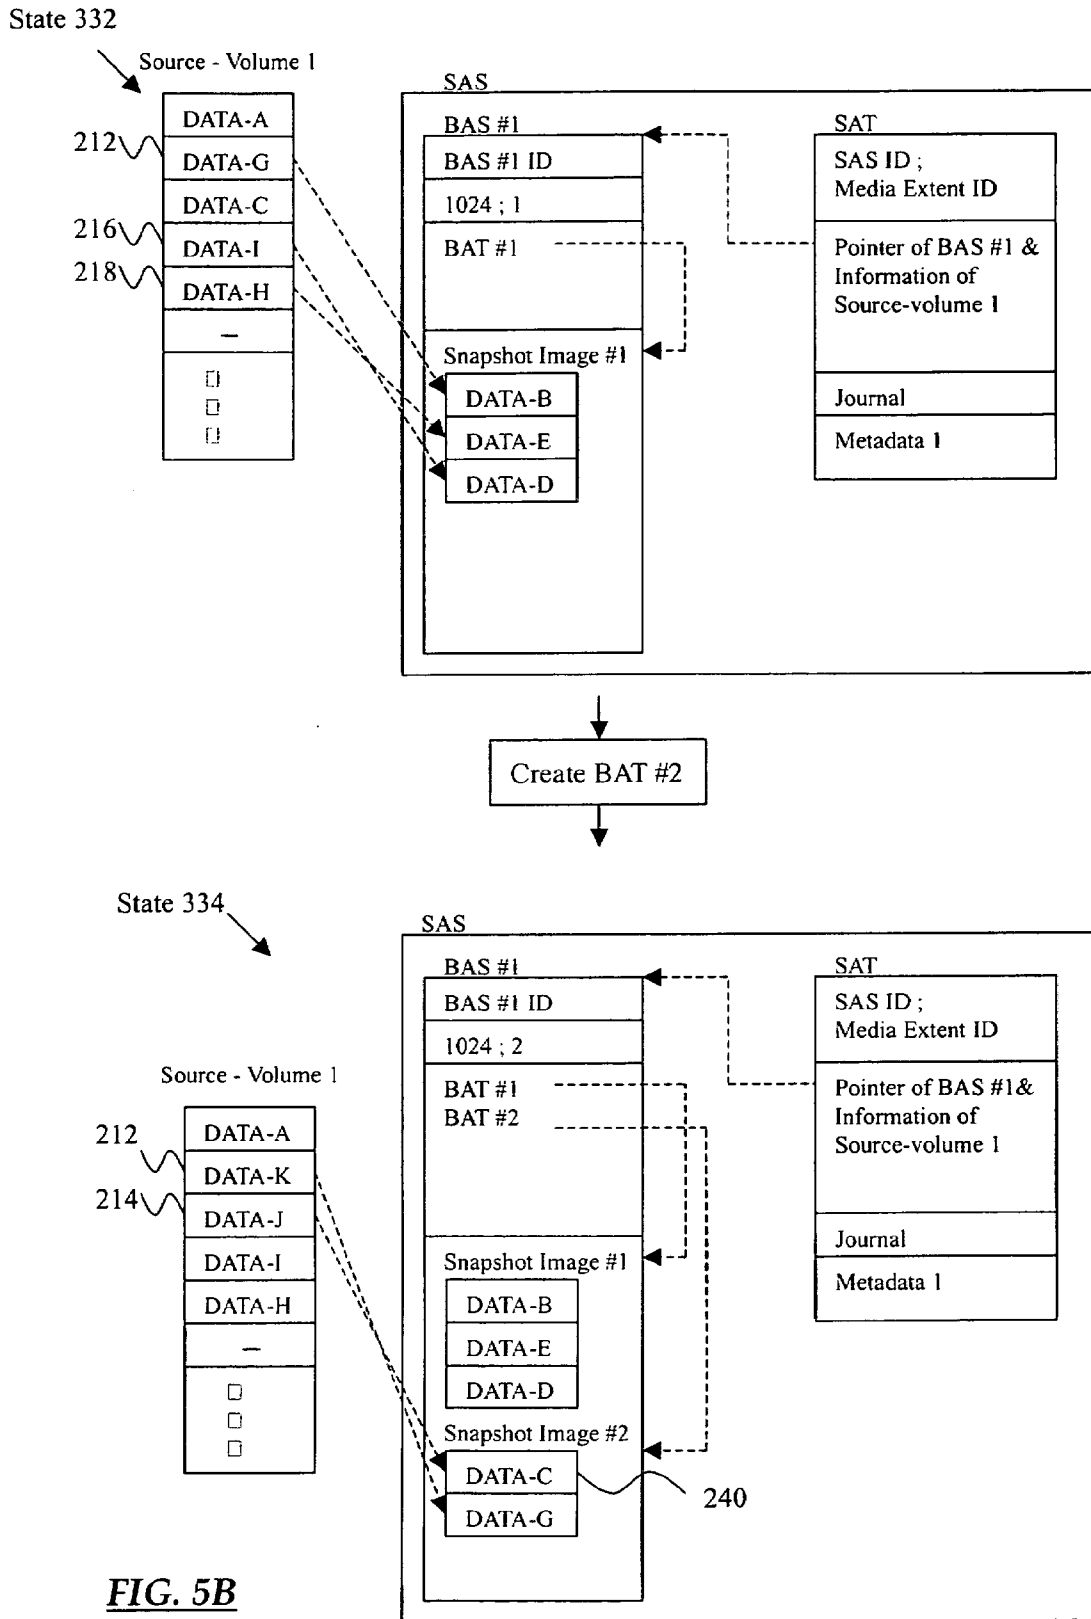 State 332
Source - Volume 1
DATA-A
212
DATA-G
DATA-C
216
DATA-I
218
DATA-H
—
SAS
BAS #1
BAS #1 ID
1024 ; 1
BAT #1
Snapshot Image #1
DATA-B
DATA-E
DATA-D
SAT
SAS ID ;
Media Extent ID
Pointer of BAS #1 &
Information of
Source-volume 1
Journal
Metadata 1
Create BAT #2
State 334
Source - Volume 1
DATA-A
212
DATA-K
214
DATA-J
DATA-I
DATA-H
—
SAS
BAS #1
BAS #1 ID
1024 ; 2
BAT #1
BAT #2
Snapshot Image #1
DATA-B
DATA-E
DATA-D
Snapshot Image #2
DATA-C
240
DATA-G
SAT
SAS ID ;
Media Extent ID
Pointer of BAS #1&
Information of
Source-volume 1
Journal
Metadata 1
FIG. 5B